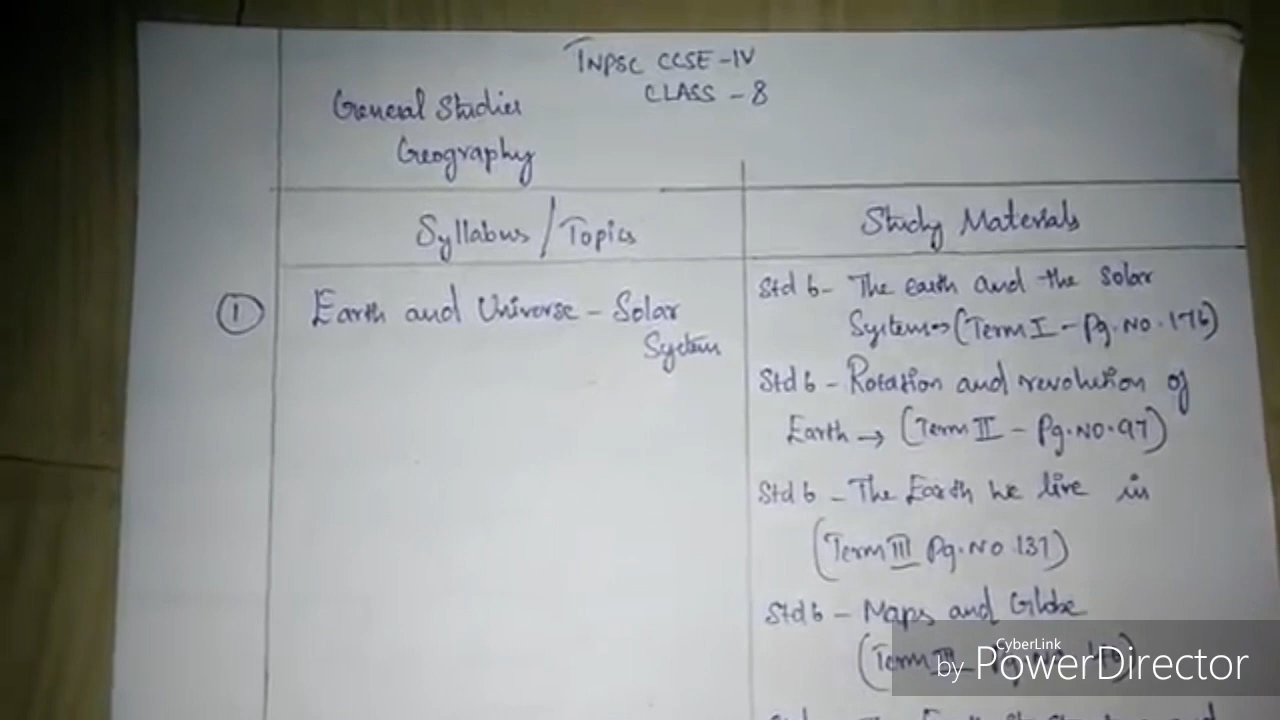 TNPSC CCSE-IV
CLASS - 8
General Studies
Geography
Syllabus / Topics
Study Materials
① Earth and Universe - Solar
System
Std 6 - The earth and the Solar
System → (Term I - Pg.No.176)
Std 6 - Rotation and revolution of
Earth → (Term II - Pg.No.97)
Std 6 - The Earth we live in
(Term III Pg.No.137)
Std 6 - Maps and Globe
(Term III
CyberLink
by PowerDirector